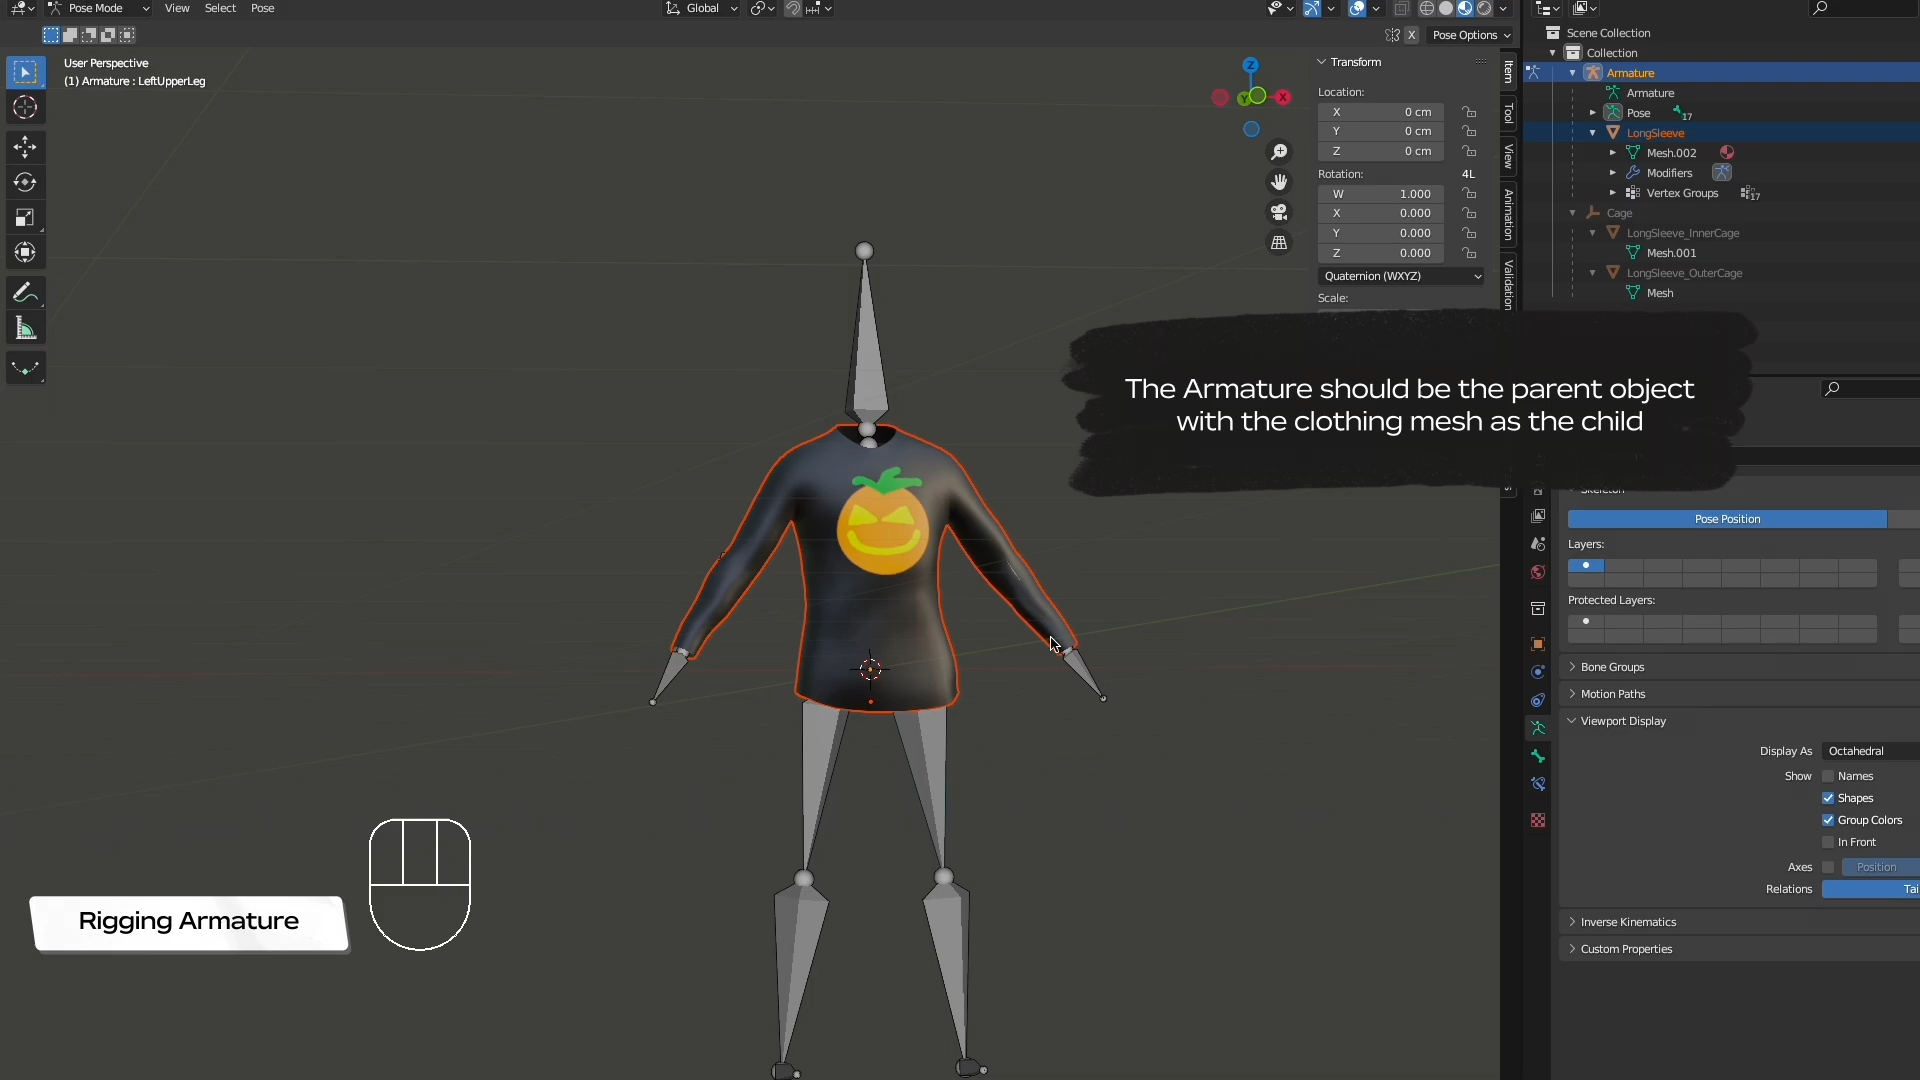 Pose Mode
View
Select
Pose
Global
X
Pose Options
User Perspective
(1) Armature : LeftUpperLeg
Z
Y
X
Transform
Location:
X 0 cm
Y 0 cm
Z 0 cm
Rotation:
4L
W 1.000
X 0.000
Y 0.000
Z 0.000
Quaternion (WXYZ)
Scale:
Item
Tool
View
Animation
Validation
Scene Collection
Collection
Armature
Armature
Pose
17
LongSleeve
Mesh.002
Modifiers
Vertex Groups
17
Cage
LongSleeve_InnerCage
Mesh.001
LongSleeve_OuterCage
Mesh
The Armature should be the parent object
with the clothing mesh as the child
Skeleton
Pose Position
Layers:
Protected Layers:
Bone Groups
Motion Paths
Viewport Display
Display As
Octahedral
Show
Names
Shapes
Group Colors
In Front
Axes
Position
Relations
Tai
Inverse Kinematics
Custom Properties
Rigging Armature